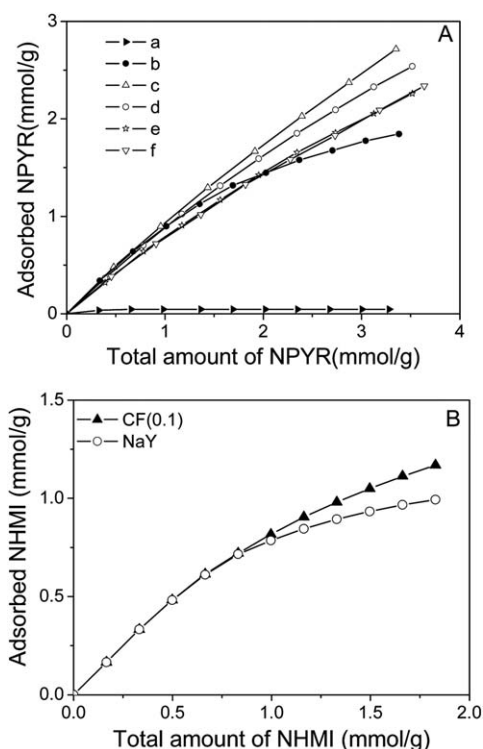 A
a
b
c
d
e
f
3
2
1
0
0
1
2
3
4
Adsorbed NPYR(mmol/g)
Total amount of NPYR(mmol/g)
B
CF(0.1)
NaY
1.5
1.0
0.5
0.0
0.0
0.5
1.0
1.5
2.0
Adsorbed NHMI (mmol/g)
Total amount of NHMI (mmol/g)